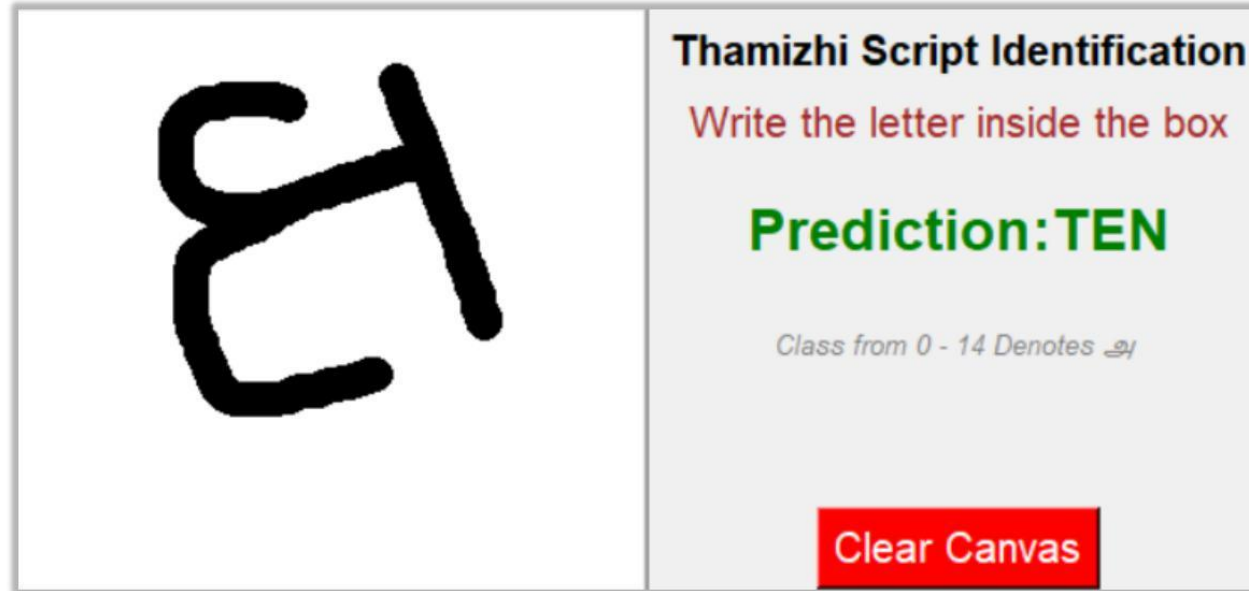 𑀅
Thamizhi Script Identification
Write the letter inside the box
Prediction:TEN
Class from 0 - 14 Denotes அ
Clear Canvas